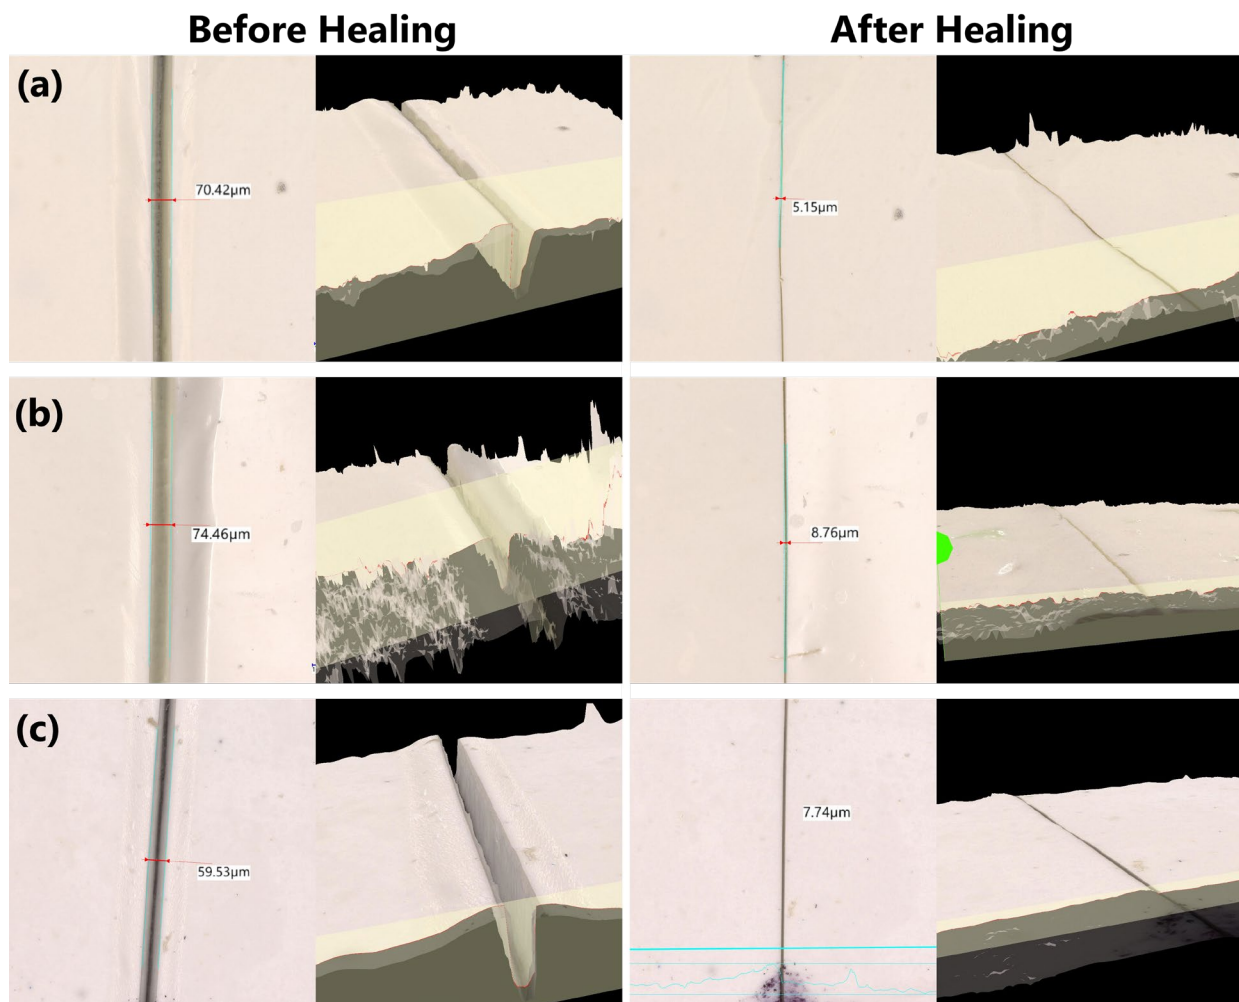 Before Healing
After Healing
(a)
70.42µm
5.15µm
(b)
74.46µm
8.76µm
(c)
59.53µm
7.74µm